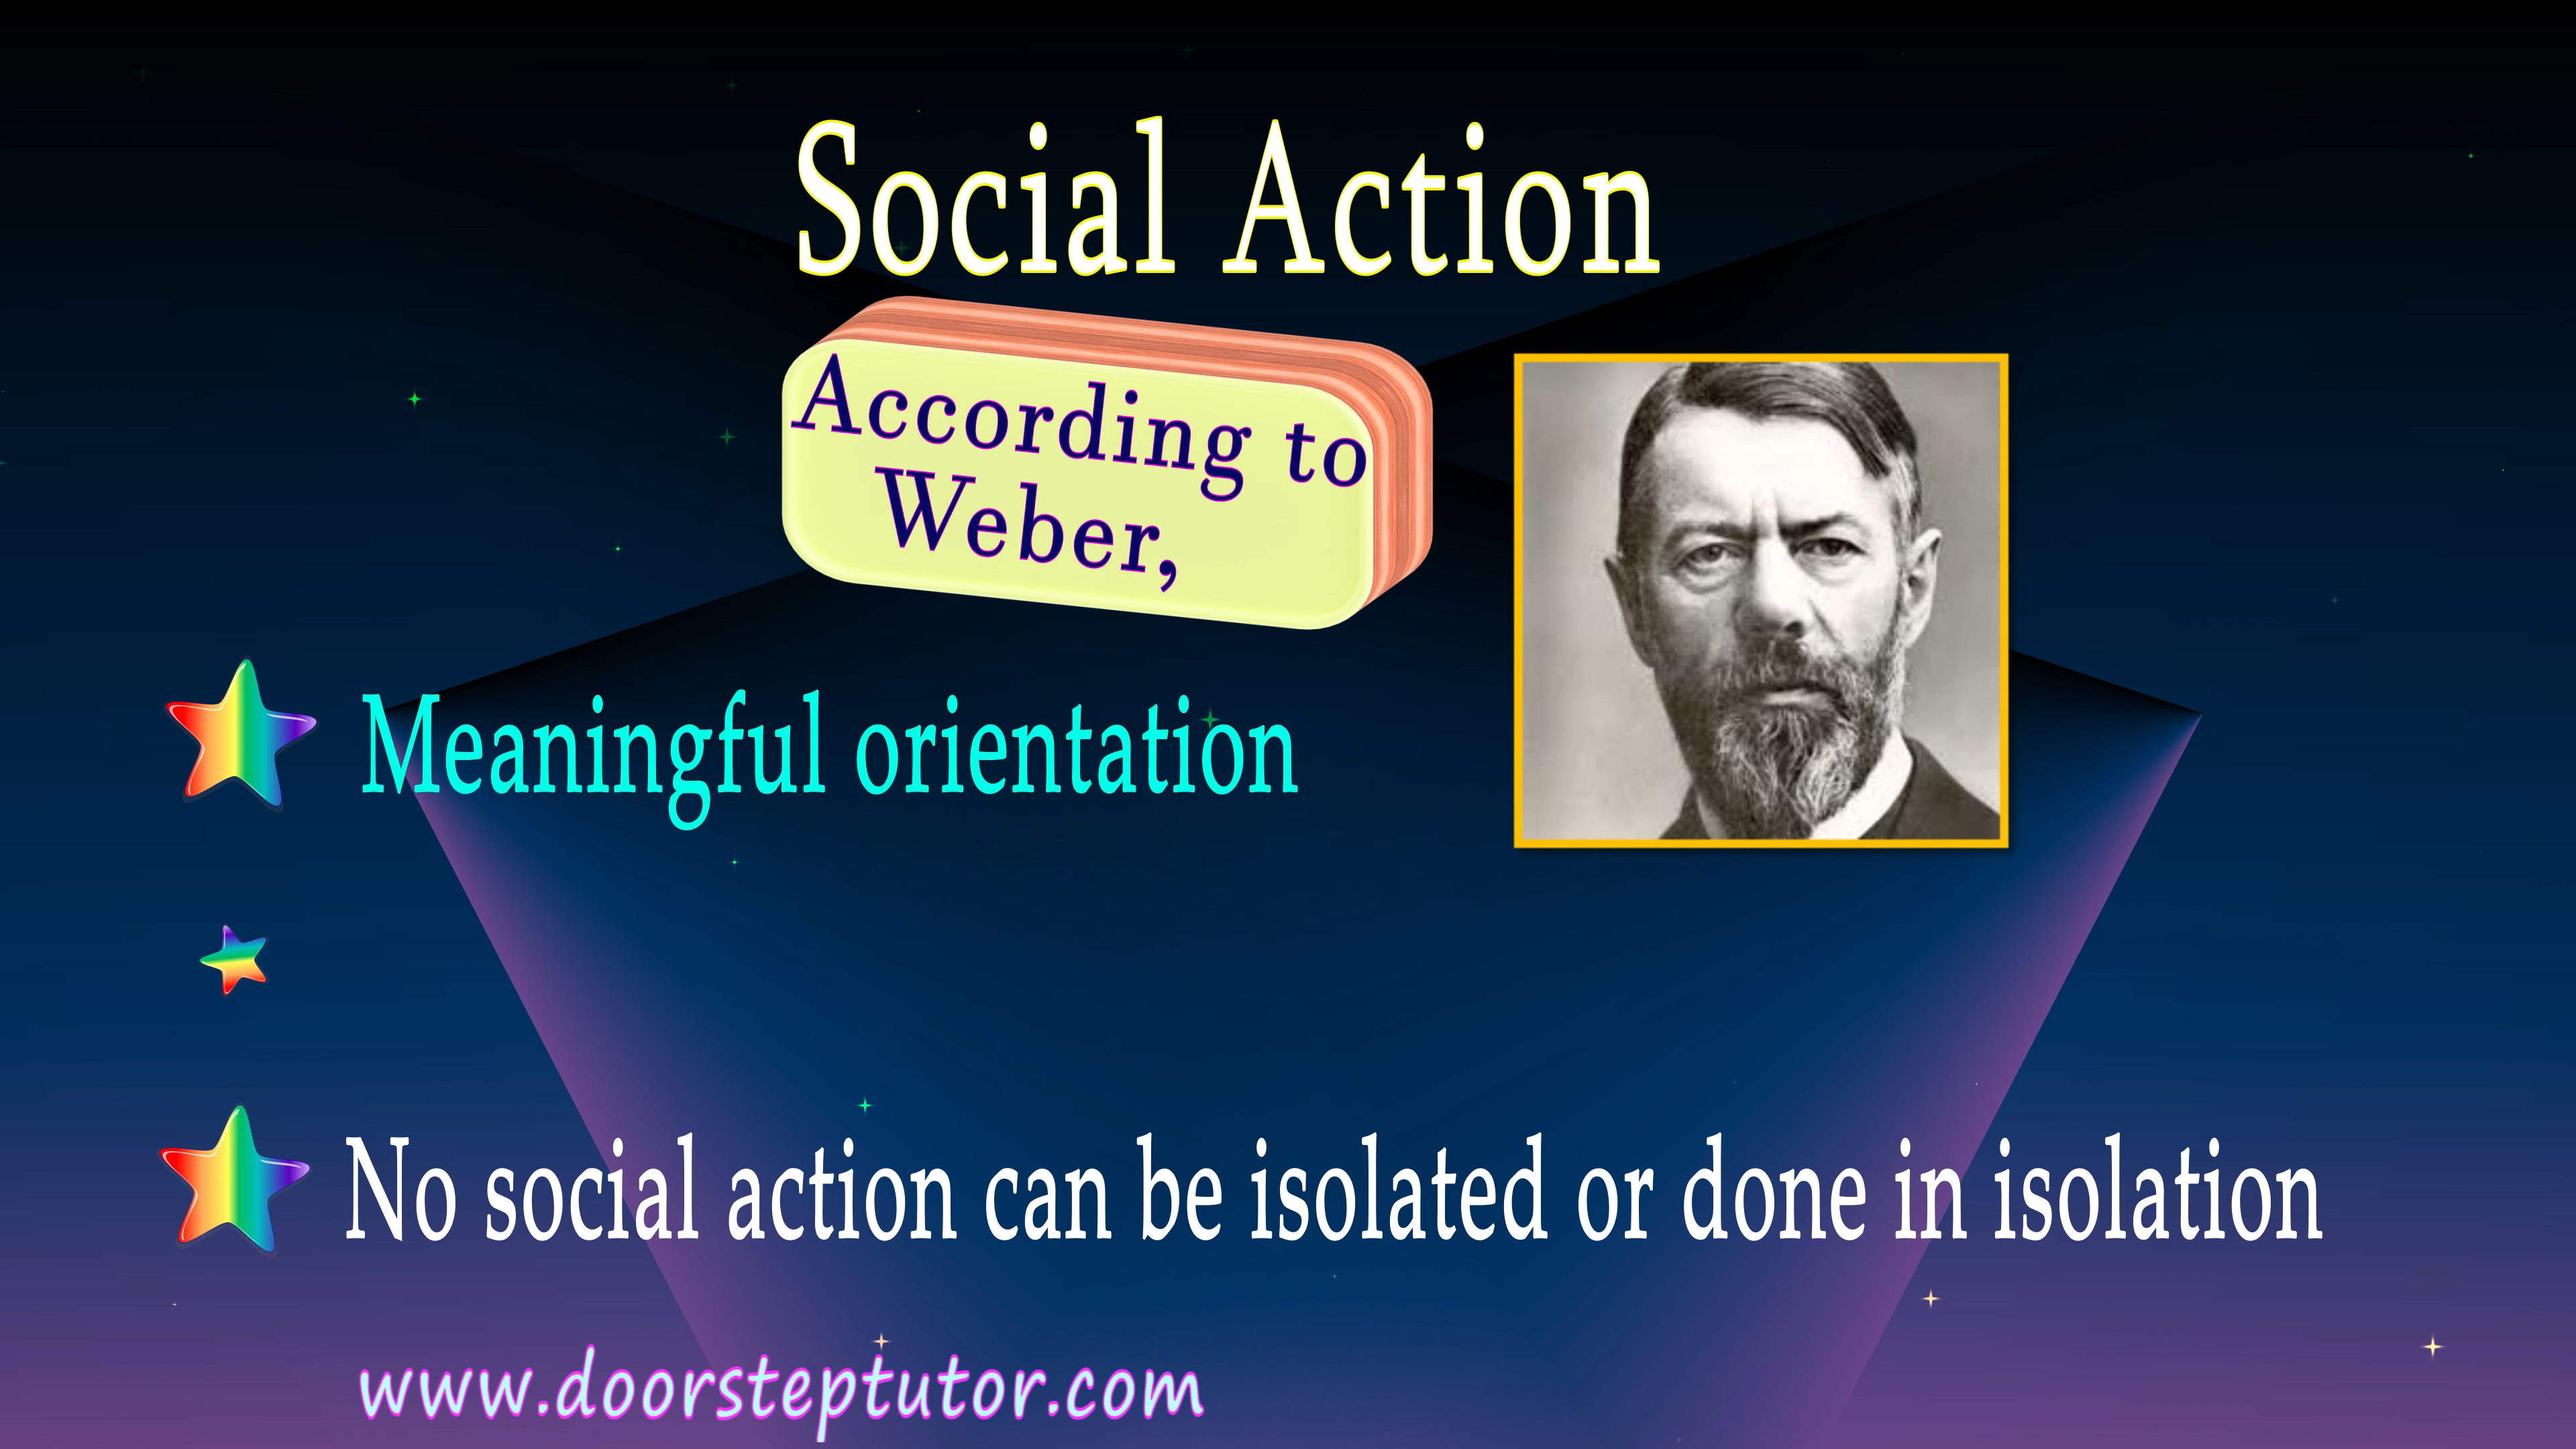 Social Action
According to
Weber,
Meaningful orientation
No social action can be isolated or done in isolation
www.doorsteptutor.com